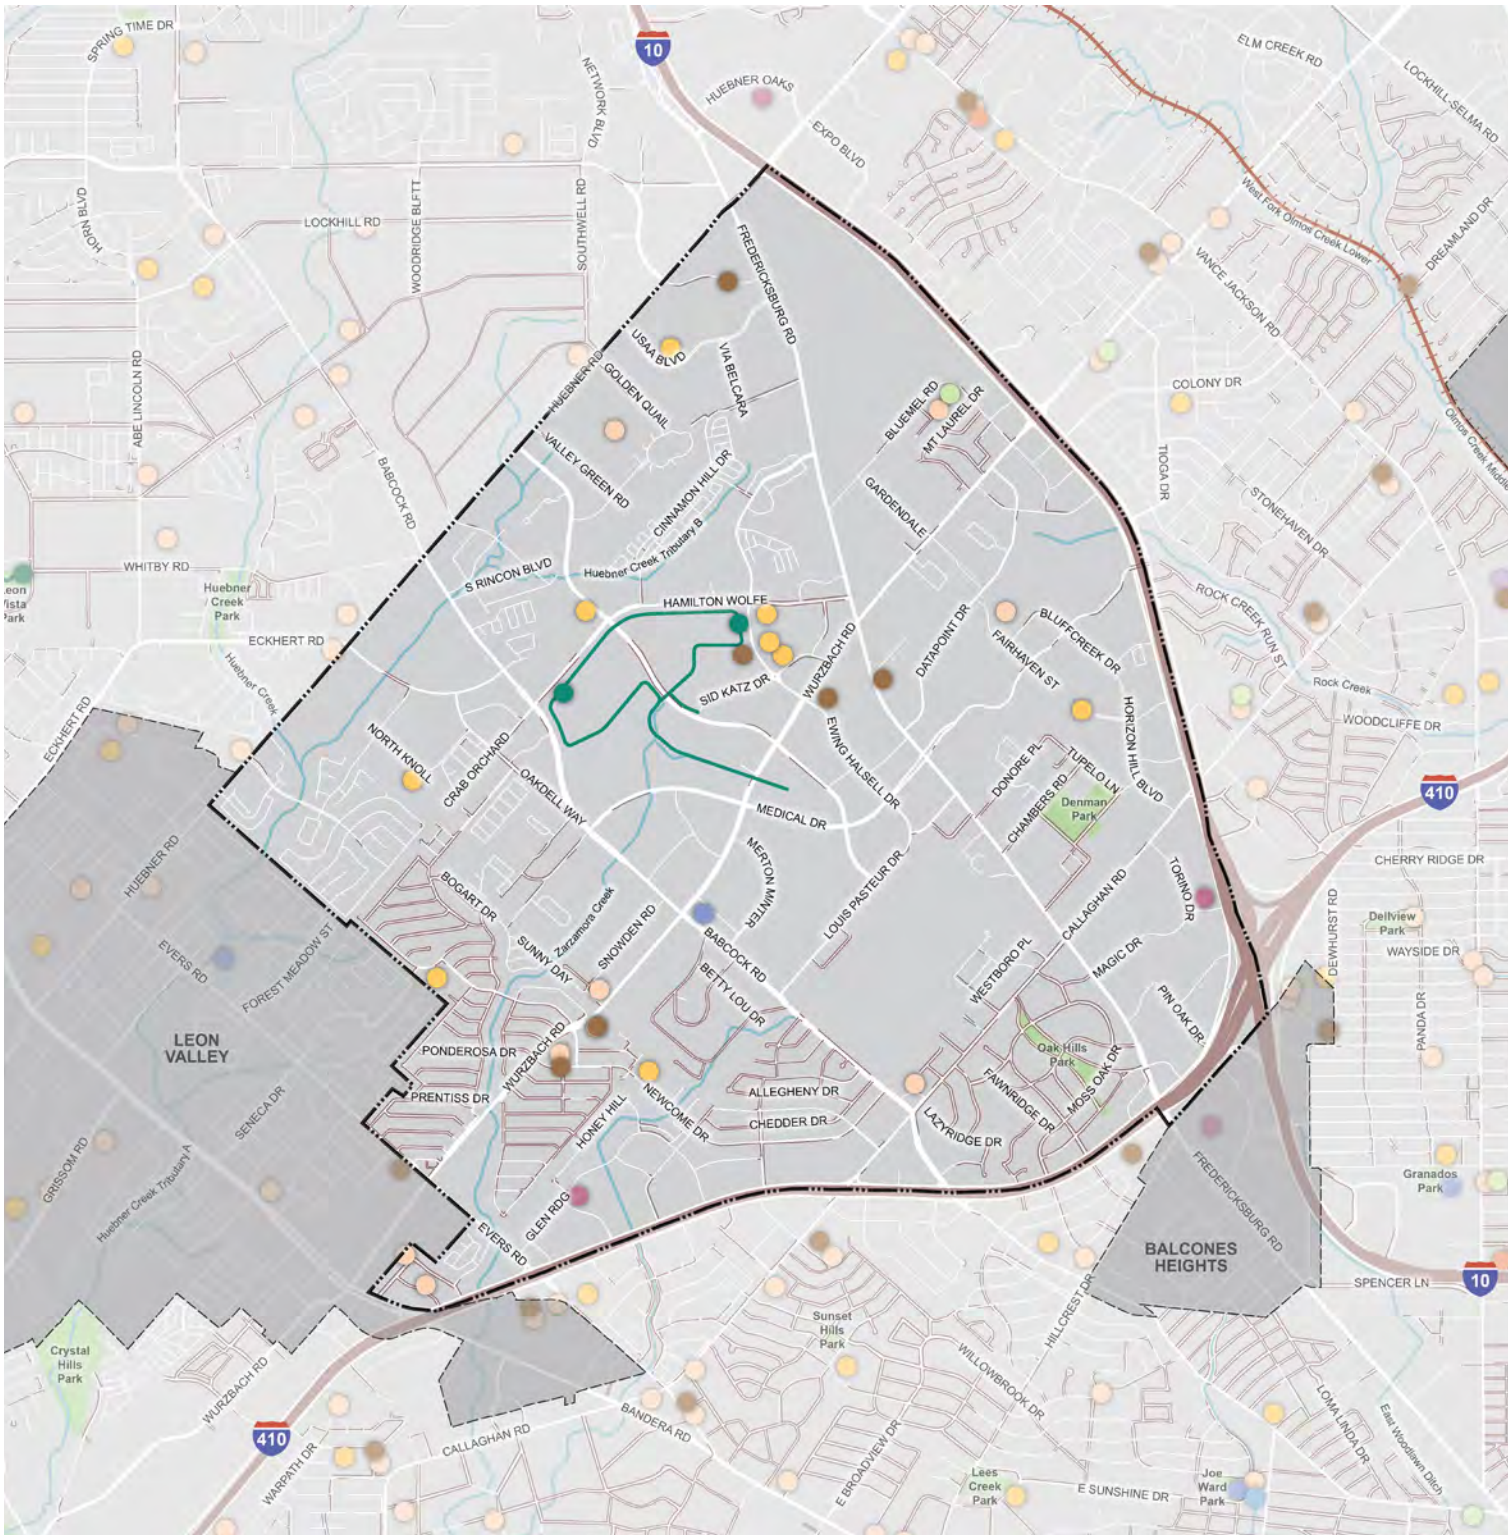 SPRING TIME DR
10
NETWORK BLVD
HUEBNER OAKS
EXPO BLVD
ELM CREEK RD
LOCKHILL-SELMA RD
HORN BLVD
LOCKHILL RD
WOODRIDGE BLFTT
SOUTHWELL RD
FREDERICKSBURG RD
West Fork Olmos Creek Lower
DREAMLAND DR
VANCE JACKSON RD
ABE LINCOLN RD
HUEBNER RD
USAA BLVD
GOLDEN QUAIL
VIA BELCARA
BLUEMEL RD
MT LAUREL DR
COLONY DR
Olmos Creek Middle
BABCOCK RD
VALLEY GREEN RD
CINNAMON HILL DR
GARDENDALE
TIOGA DR
STONEHAVEN DR
WHITBY RD
Huebner
Creek
Park
Leon
Vista
Park
S RINCON BLVD
Huebner Creek Tributary B
HAMILTON WOLFE
ROCK CREEK RUN ST
ECKHERT RD
Huebner Creek
WURZBACH RD
DATAPOINT DR
BLUFFCREEK DR
FAIRHAVEN ST
Rock Creek
ECKHERT RD
SID KATZ DR
WOODCLIFFE DR
NORTH KNOLL
CRAB ORCHARD
OAKDELL WAY
EWING HALSELL DR
HORIZON HILL BLVD
DONORE PL
TUPELO LN
CHAMBERS RD
Denman
Park
410
MEDICAL DR
HUEBNER RD
MERTON MINTER
LOUIS PASTEUR DR
CALLAGHAN RD
TORINO DR
CHERRY RIDGE DR
BOGART DR
Zarzamora Creek
SNOWDEN RD
SUNNY DAY
BABCOCK RD
DEWHURST RD
Dellview
Park
WAYSIDE DR
EVERS RD
FOREST MEADOW ST
BETTY LOU DR
WESTBORO PL
MAGIC DR
PIN OAK DR
PANDA DR
LEON
VALLEY
PONDEROSA DR
WURZBACH RD
Oak Hills
Park
PRENTISS DR
NEWCOME DR
ALLEGHENY DR
FAWNRIDGE DR
MOSS OAK DR
SENECA DR
HONEY HILL
CHEDDER DR
LAZYRIDGE DR
GRISSOM RD
Huebner Creek Tributary A
FREDERICKSBURG RD
Granados
Park
GLEN RDG
EVERS RD
BALCONES
HEIGHTS
10
SPENCER LN
HILLCREST DR
Sunset
Hills
Park
Crystal
Hills
Park
WURZBACH RD
WILLOWBROOK DR
LOMA LINDA DR
East Woodlawn Ditch
410
WARPATH DR
CALLAGHAN RD
BANDERA RD
E BROADVIEW DR
Lees
Creek
Park
E SUNSHINE DR
Joe
Ward
Park